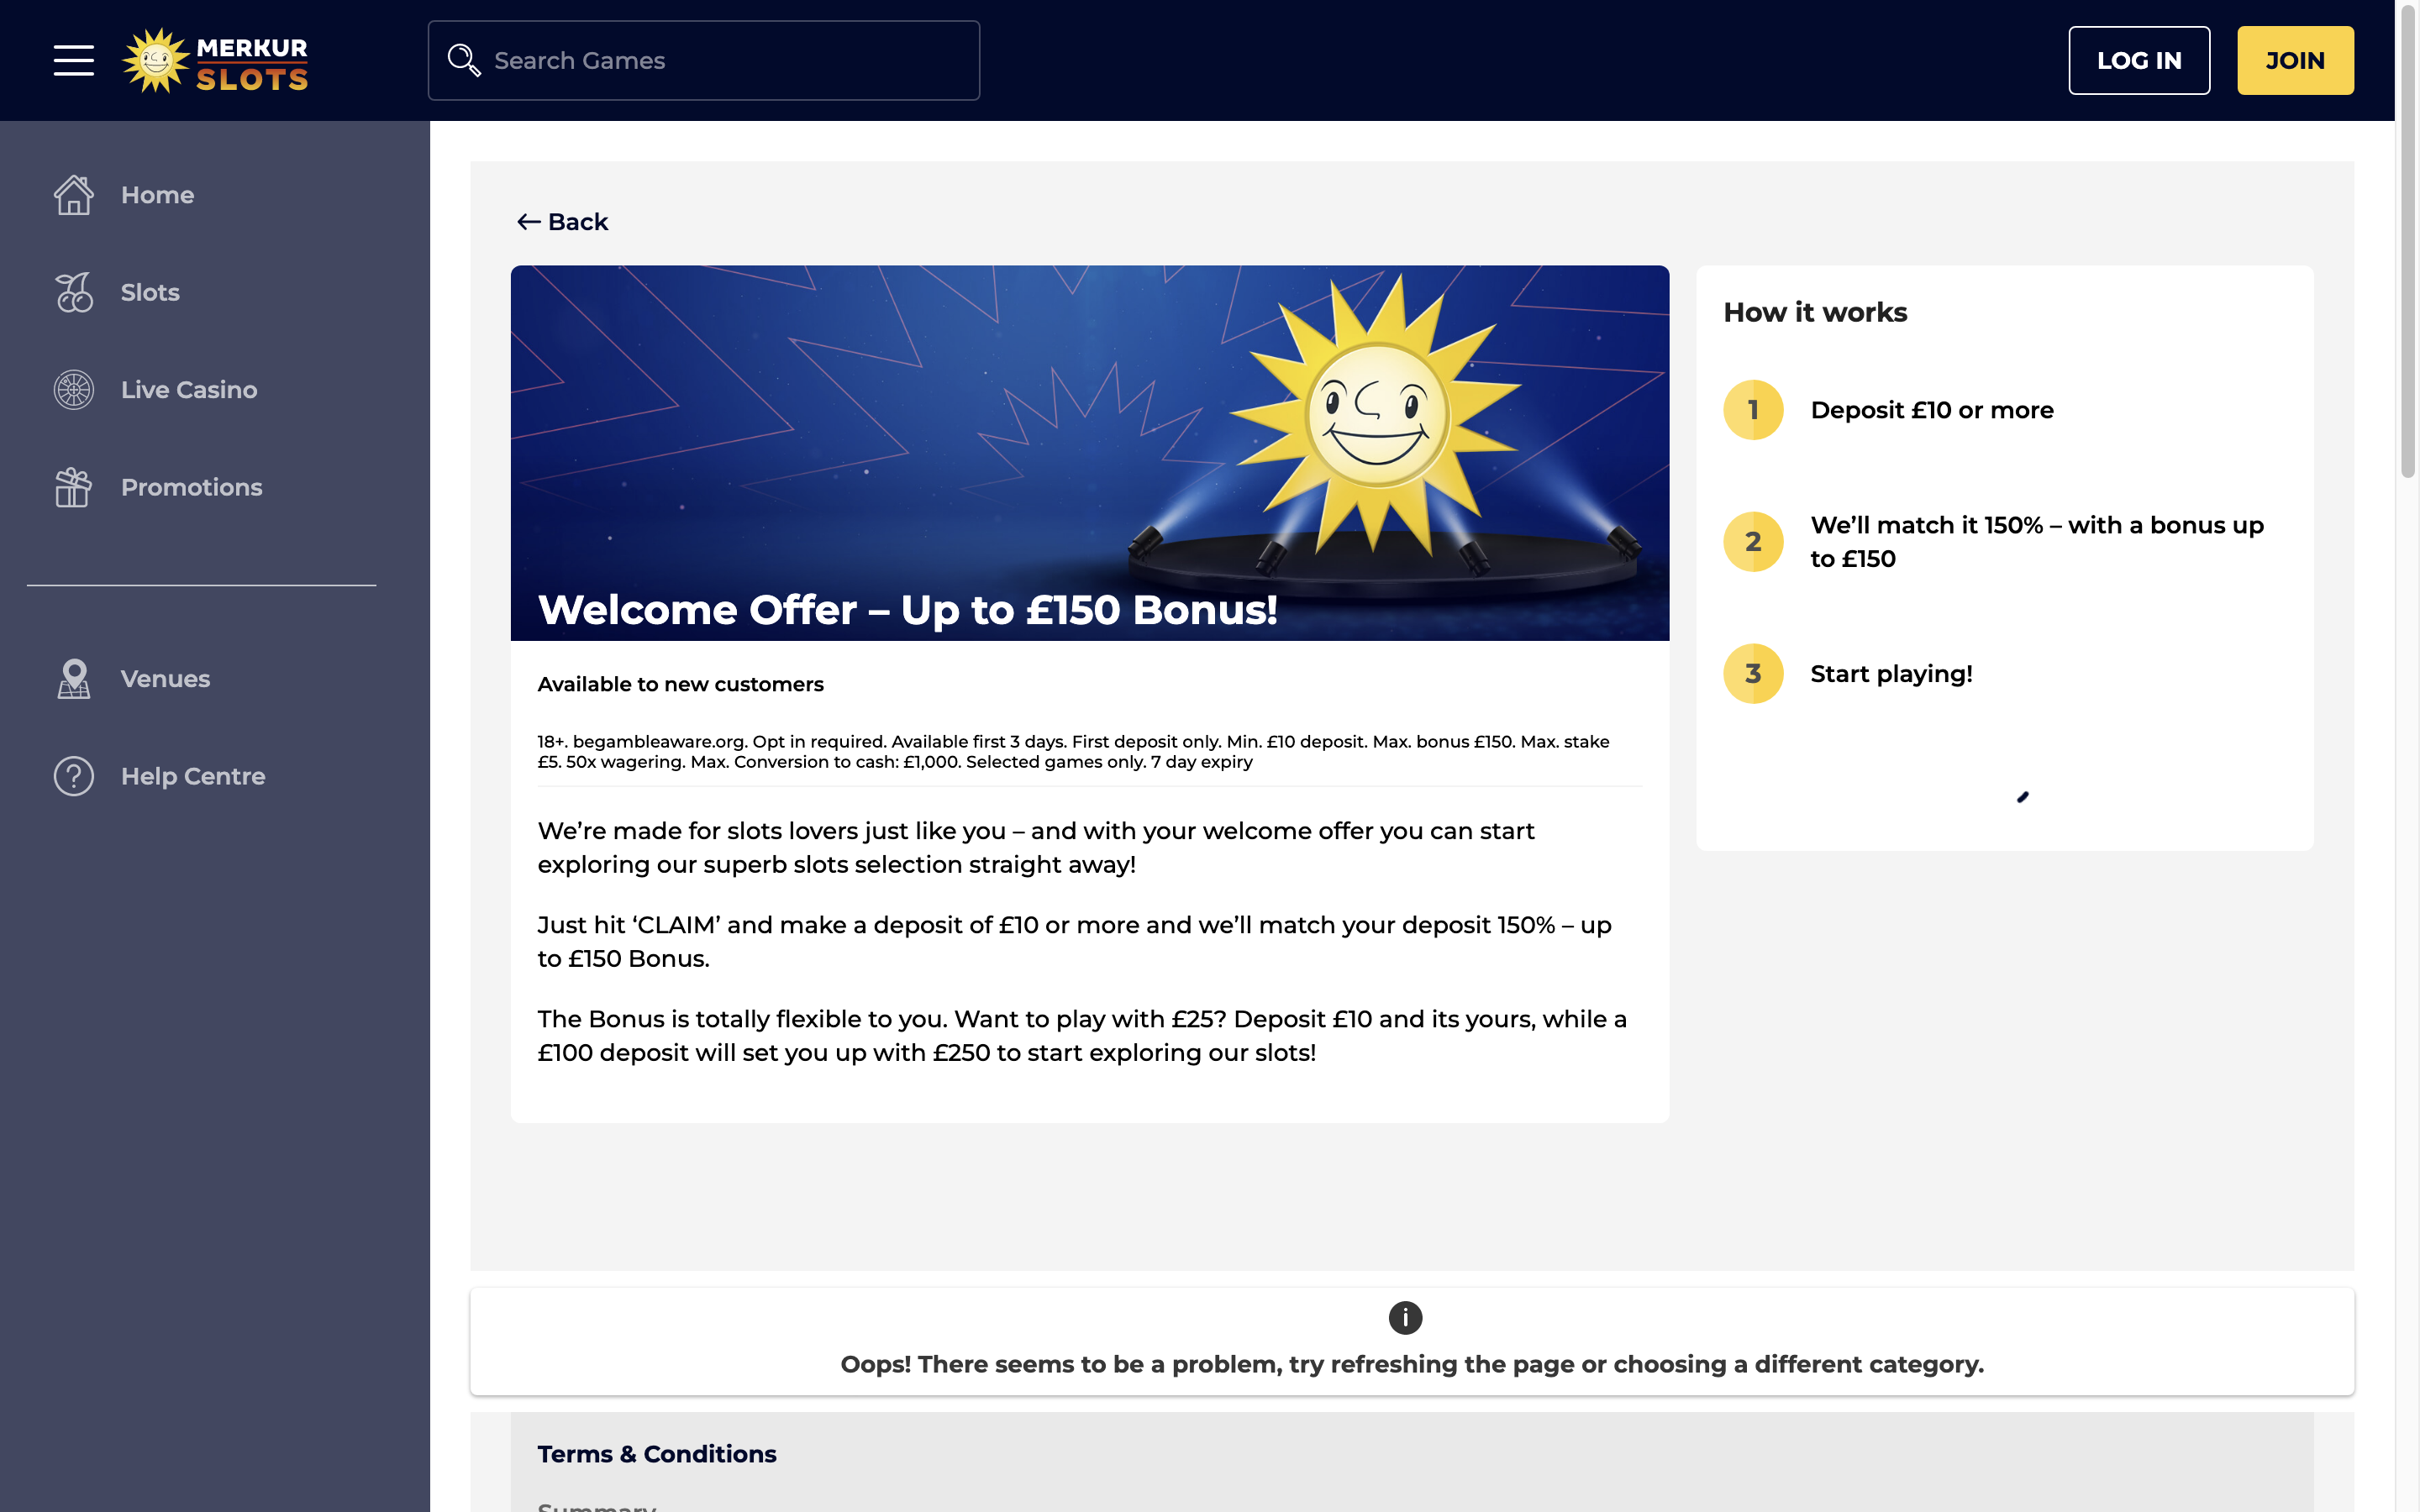 MERKUR
SLOTS
Search Games
LOG IN
JOIN
Home
Slots
Live Casino
Promotions
Venues
Help Centre
Back
Welcome Offer – Up to £150 Bonus!
Available to new customers
18+. begambleaware.org. Opt in required. Available first 3 days. First deposit only. Min. £10 deposit. Max. bonus £150. Max. stake
£5. 50x wagering. Max. Conversion to cash: £1,000. Selected games only. 7 day expiry
We’re made for slots lovers just like you – and with your welcome offer you can start
exploring our superb slots selection straight away!
Just hit ‘CLAIM’ and make a deposit of £10 or more and we’ll match your deposit 150% – up
to £150 Bonus.
The Bonus is totally flexible to you. Want to play with £25? Deposit £10 and its yours, while a
£100 deposit will set you up with £250 to start exploring our slots!
How it works
1
Deposit £10 or more
2
We’ll match it 150% – with a bonus up
to £150
3
Start playing!
Oops! There seems to be a problem, try refreshing the page or choosing a different category.
Terms & Conditions
Summary